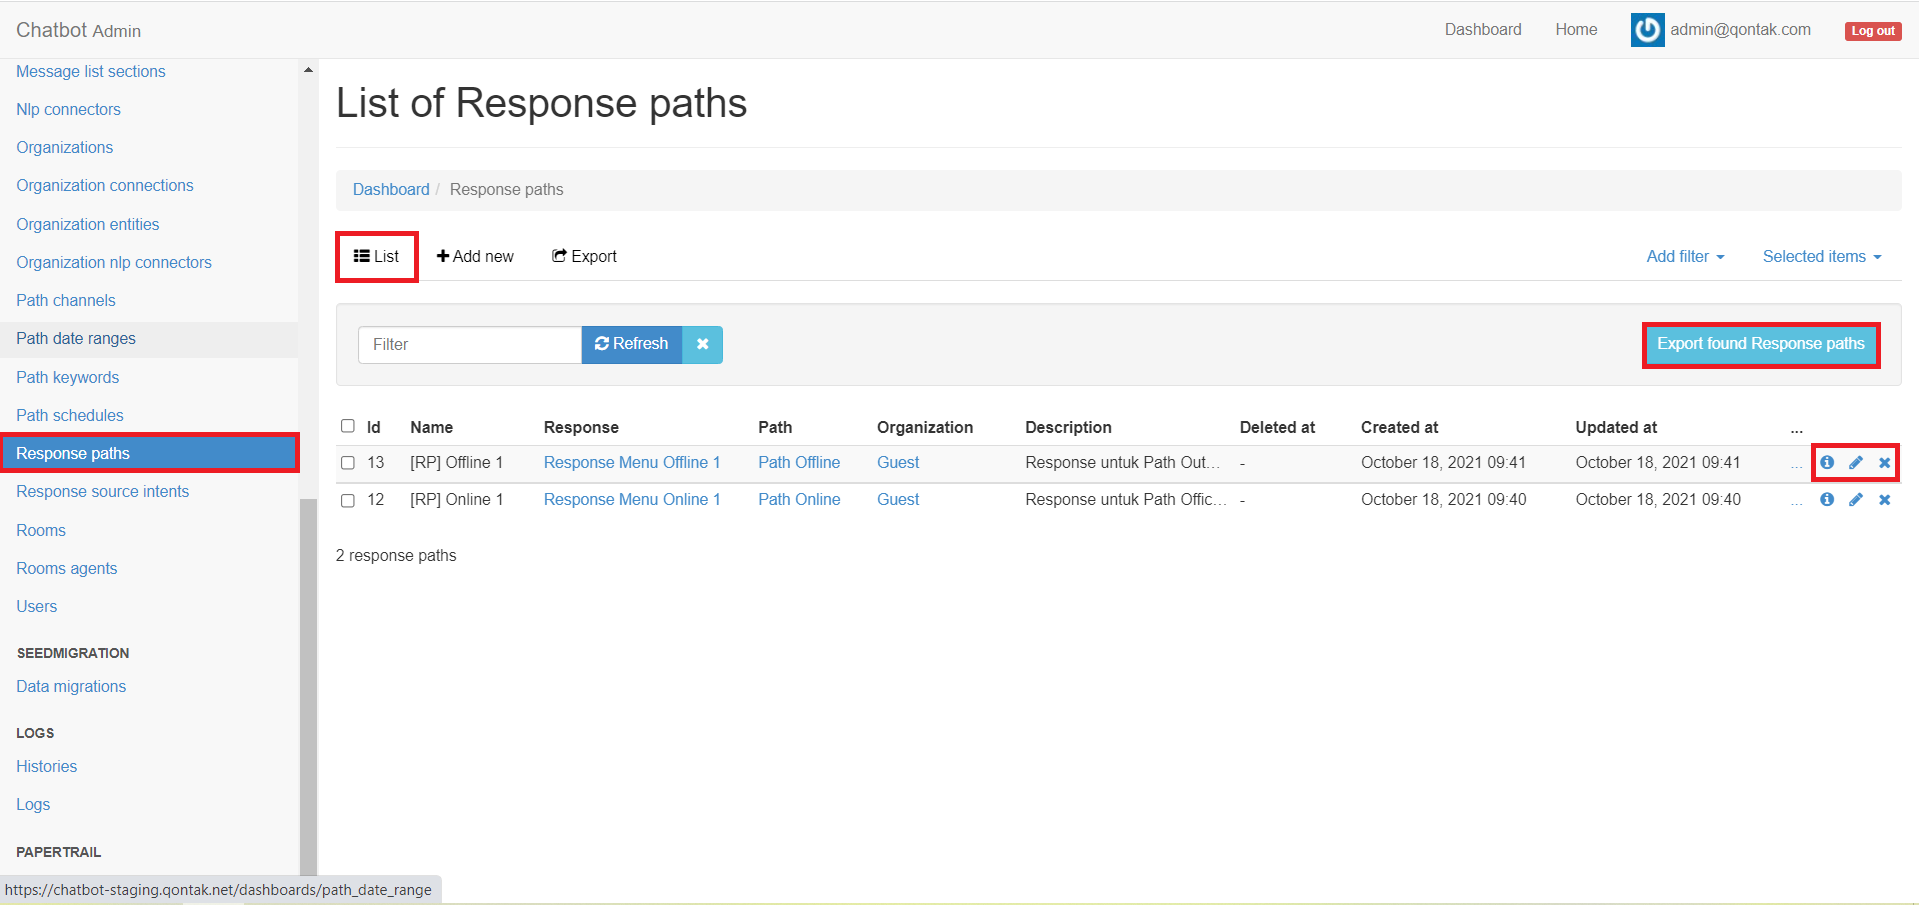 Chatbot Admin
Dashboard
Home
admin@qontak.com
Log out
Message list sections
Nlp connectors
Organizations
Organization connections
Organization entities
Organization nlp connectors
Path channels
Path date ranges
Path keywords
Path schedules
Response paths
Response source intents
Rooms
Rooms agents
Users
SEEDMIGRATION
Data migrations
LOGS
Histories
Logs
PAPERTRAIL
https://chatbot-staging.qontak.net/dashboards/path_date_range
List of Response paths
Dashboard / Response paths
List
Add new
Export
Add filter
Selected items
Filter
Refresh
Export found Response paths
Id Name Response Path Organization Description Deleted at Created at Updated at ...
13 [RP] Offline 1 Response Menu Offline 1 Path Offline Guest Response untuk Path Out... - October 18, 2021 09:41 October 18, 2021 09:41 ...
12 [RP] Online 1 Response Menu Online 1 Path Online Guest Response untuk Path Offic... - October 18, 2021 09:40 October 18, 2021 09:40 ...
2 response paths